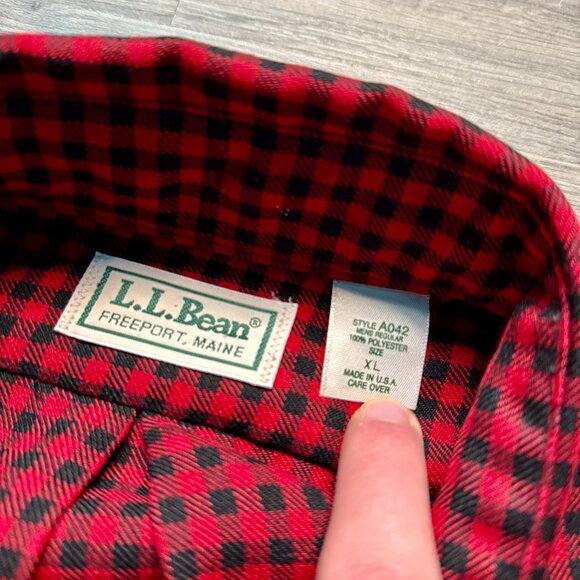 L.L.Bean®
FREEPORT, MAINE
STYLE A042
MENS REGULAR
100% POLYESTER
SIZE
XL
MADE IN U.S.A.
CARE OVER